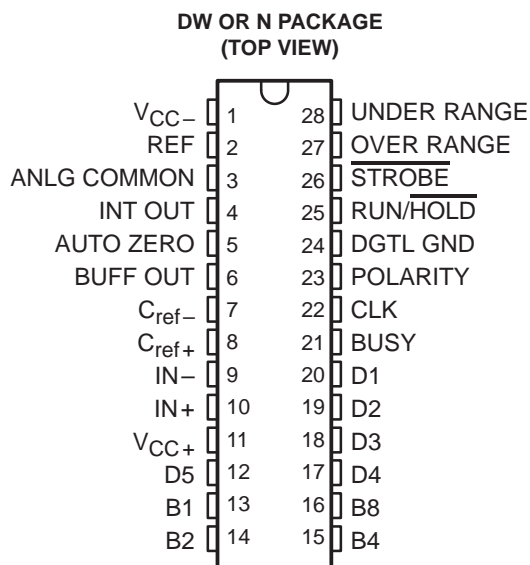 DW OR N PACKAGE
(TOP VIEW)
VCC– 1 28 UNDER RANGE
REF 2 27 OVER RANGE
ANLG COMMON 3 26 STROBE
INT OUT 4 25 RUN/HOLD
AUTO ZERO 5 24 DGTL GND
BUFF OUT 6 23 POLARITY
Cref– 7 22 CLK
Cref+ 8 21 BUSY
IN– 9 20 D1
IN+ 10 19 D2
VCC+ 11 18 D3
D5 12 17 D4
B1 13 16 B8
B2 14 15 B4